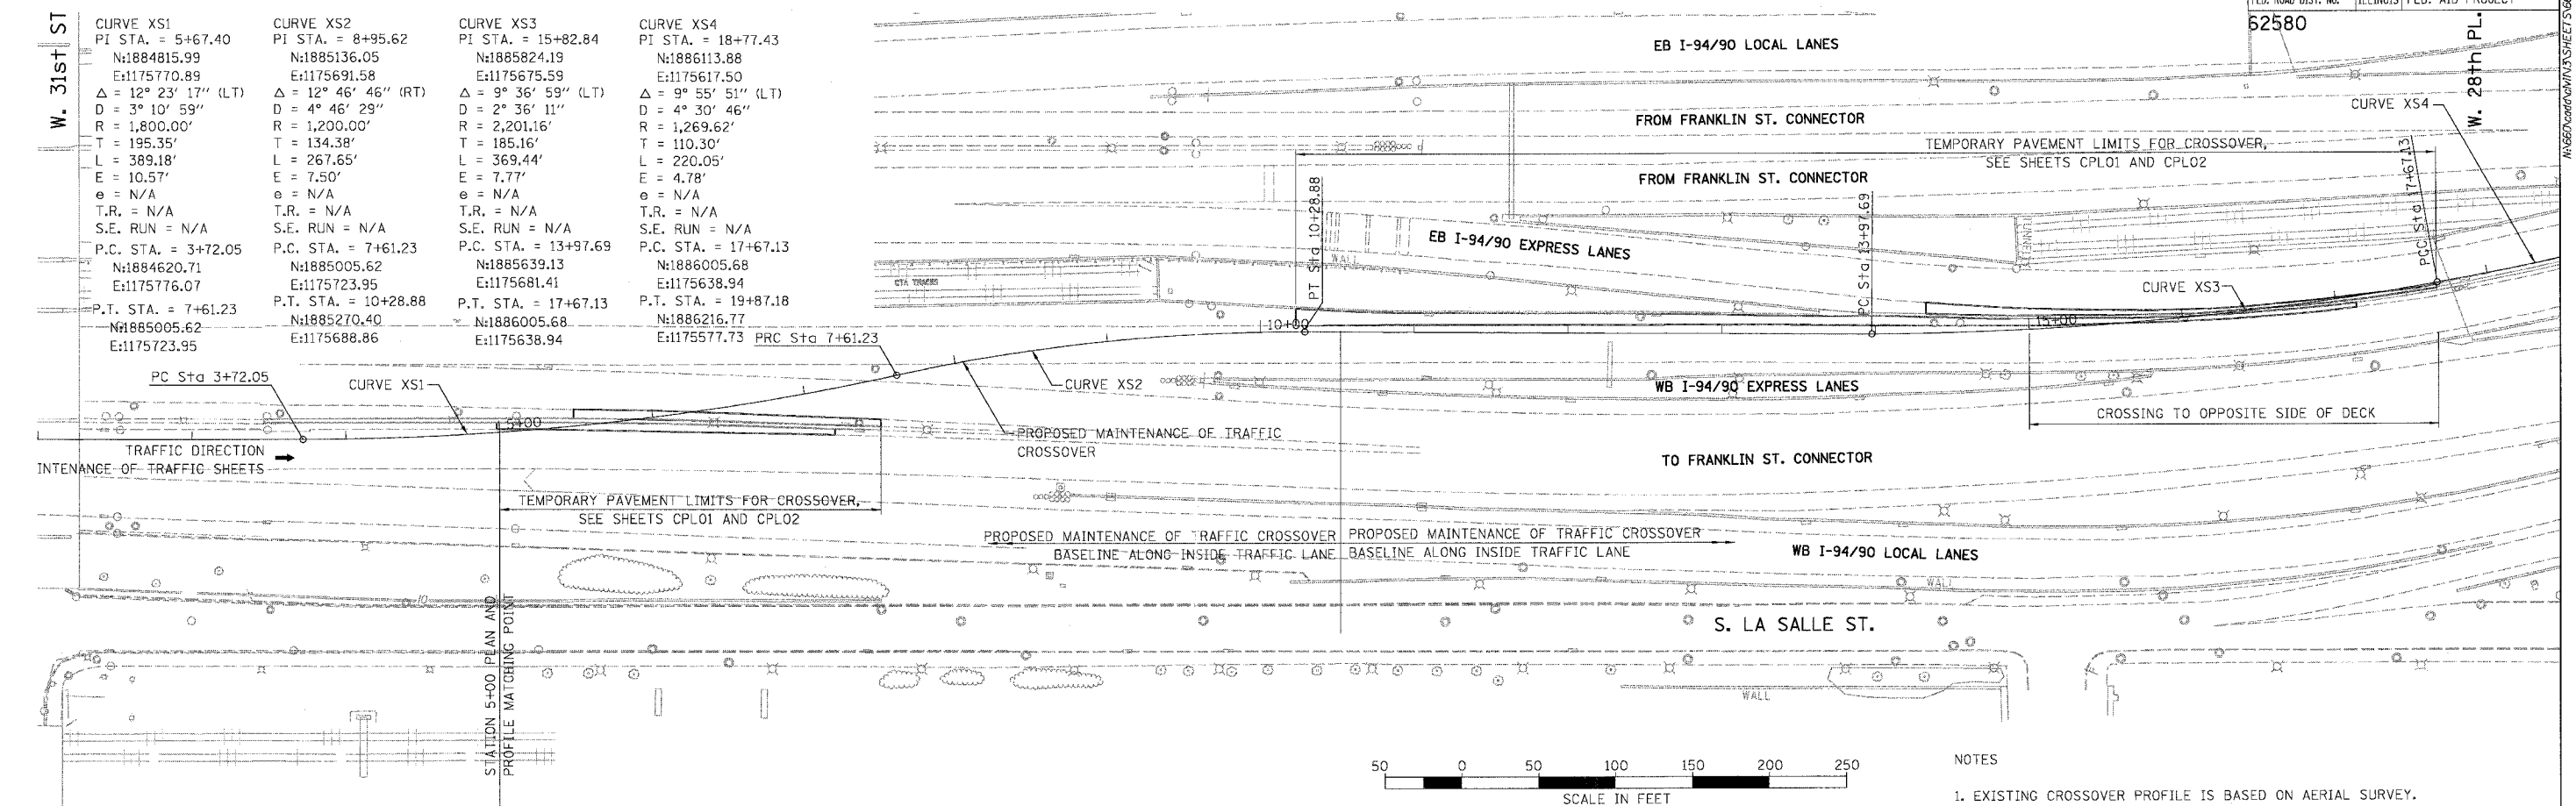 W. 31st ST
CURVE XS1
PI STA. = 5+67.40
N:1884815.99
E:1175770.89
Δ = 12° 23' 17" (LT)
D = 3° 10' 59"
R = 1,800.00'
T = 195.35'
L = 389.18'
E = 10.57'
e = N/A
T.R. = N/A
S.E. RUN = N/A
P.C. STA. = 3+72.05
N:1884620.71
E:1175776.07
P.T. STA. = 7+61.23
N:1885005.62
E:1175723.95
CURVE XS2
PI STA. = 8+95.62
N:1885136.05
E:1175691.58
Δ = 12° 46' 46" (RT)
D = 4° 46' 29"
R = 1,200.00'
T = 134.38'
L = 267.65'
E = 7.50'
e = N/A
T.R. = N/A
S.E. RUN = N/A
P.C. STA. = 7+61.23
N:1885005.62
E:1175723.95
P.T. STA. = 10+28.88
N:1885270.40
E:1175688.86
CURVE XS3
PI STA. = 15+82.84
N:1885824.19
E:1175675.59
Δ = 9° 36' 59" (LT)
D = 2° 36' 11"
R = 2,201.16'
T = 185.16'
L = 369.44'
E = 7.77'
e = N/A
T.R. = N/A
S.E. RUN = N/A
P.C. STA. = 13+97.69
N:1885639.13
E:1175681.41
P.T. STA. = 17+67.13
N:1886005.68
E:1175638.94
CURVE XS4
PI STA. = 18+77.43
N:1886113.88
E:1175617.50
Δ = 9° 55' 51" (LT)
D = 4° 30' 46"
R = 1,269.62'
T = 110.30'
L = 220.05'
E = 4.78'
e = N/A
T.R. = N/A
S.E. RUN = N/A
P.C. STA. = 17+67.13
N:1886005.68
E:1175638.94
P.T. STA. = 19+87.18
N:1886216.77
E:1175577.73
FED. ROAD DIST. NO. ILLINOIS FED. AID PROJECT
62580
W. 28th PL.
EB I-94/90 LOCAL LANES
CURVE XS4
FROM FRANKLIN ST. CONNECTOR
TEMPORARY PAVEMENT LIMITS FOR CROSSOVER,
SEE SHEETS CPL01 AND CPL02
FROM FRANKLIN ST. CONNECTOR
PT Sta 10+28.88
PC Sta 13+97.69
PCC Sta 17+67.13
EB I-94/90 EXPRESS LANES
WALL
CTA TRACKS
CURVE XS3
10+00
15+00
PRC Sta 7+61.23
PC Sta 3+72.05
CURVE XS1
CURVE XS2
WB I-94/90 EXPRESS LANES
CROSSING TO OPPOSITE SIDE OF DECK
5+00
PROPOSED MAINTENANCE OF TRAFFIC
CROSSOVER
TRAFFIC DIRECTION
INTENANCE OF TRAFFIC SHEETS
TO FRANKLIN ST. CONNECTOR
TEMPORARY PAVEMENT LIMITS FOR CROSSOVER,
SEE SHEETS CPL01 AND CPL02
PROPOSED MAINTENANCE OF TRAFFIC CROSSOVER
BASELINE ALONG INSIDE TRAFFIC LANE
PROPOSED MAINTENANCE OF TRAFFIC CROSSOVER
BASELINE ALONG INSIDE TRAFFIC LANE
WB I-94/90 LOCAL LANES
WALL
S. LA SALLE ST.
WALL
STATION 5+00 PLAN AND
PROFILE MATCHING POINT
50 0 50 100 150 200 250
SCALE IN FEET
NOTES
1. EXISTING CROSSOVER PROFILE IS BASED ON AERIAL SURVEY.